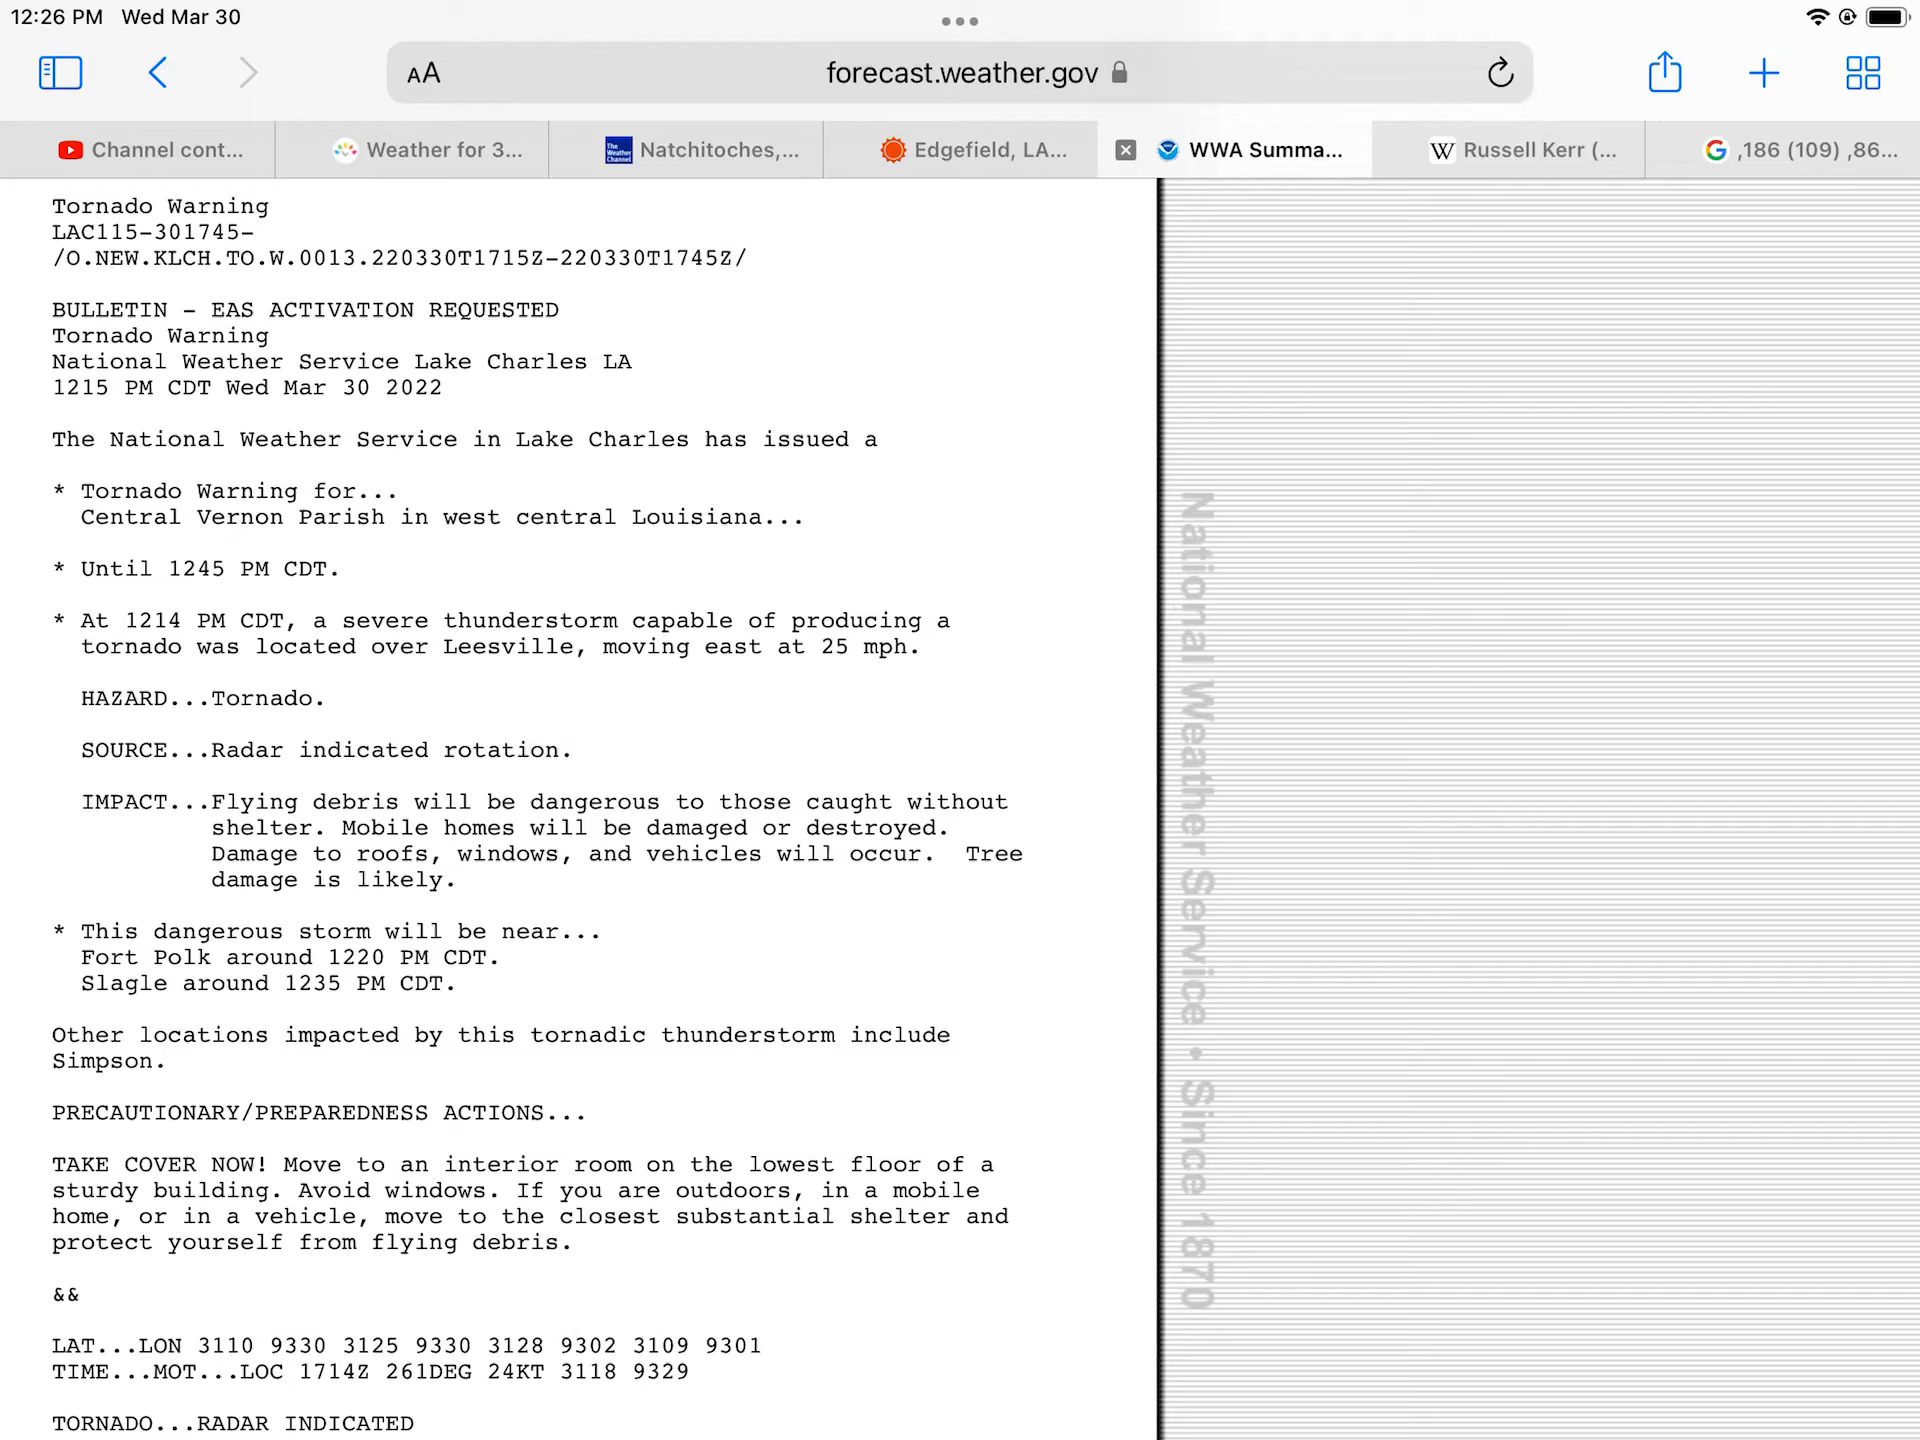 12:26 PM Wed Mar 30
AA
forecast.weather.gov
Channel cont...
Weather for 3...
The Weather Channel
Natchitoches,...
Edgefield, LA...
WWA Summa...
W
Russell Kerr (...
G
,186 (109) ,86...
Tornado Warning
LAC115-301745-
/O.NEW.KLCH.TO.W.0013.220330T1715Z-220330T1745Z/
BULLETIN - EAS ACTIVATION REQUESTED
Tornado Warning
National Weather Service Lake Charles LA
1215 PM CDT Wed Mar 30 2022
The National Weather Service in Lake Charles has issued a
* Tornado Warning for...
Central Vernon Parish in west central Louisiana...
* Until 1245 PM CDT.
* At 1214 PM CDT, a severe thunderstorm capable of producing a
tornado was located over Leesville, moving east at 25 mph.
HAZARD...Tornado.
SOURCE...Radar indicated rotation.
IMPACT...Flying debris will be dangerous to those caught without
shelter. Mobile homes will be damaged or destroyed.
Damage to roofs, windows, and vehicles will occur.  Tree
damage is likely.
* This dangerous storm will be near...
Fort Polk around 1220 PM CDT.
Slagle around 1235 PM CDT.
Other locations impacted by this tornadic thunderstorm include
Simpson.
PRECAUTIONARY/PREPAREDNESS ACTIONS...
TAKE COVER NOW! Move to an interior room on the lowest floor of a
sturdy building. Avoid windows. If you are outdoors, in a mobile
home, or in a vehicle, move to the closest substantial shelter and
protect yourself from flying debris.
&&
LAT...LON 3110 9330 3125 9330 3128 9302 3109 9301
TIME...MOT...LOC 1714Z 261DEG 24KT 3118 9329
TORNADO...RADAR INDICATED
National Weather Service • Since 1870